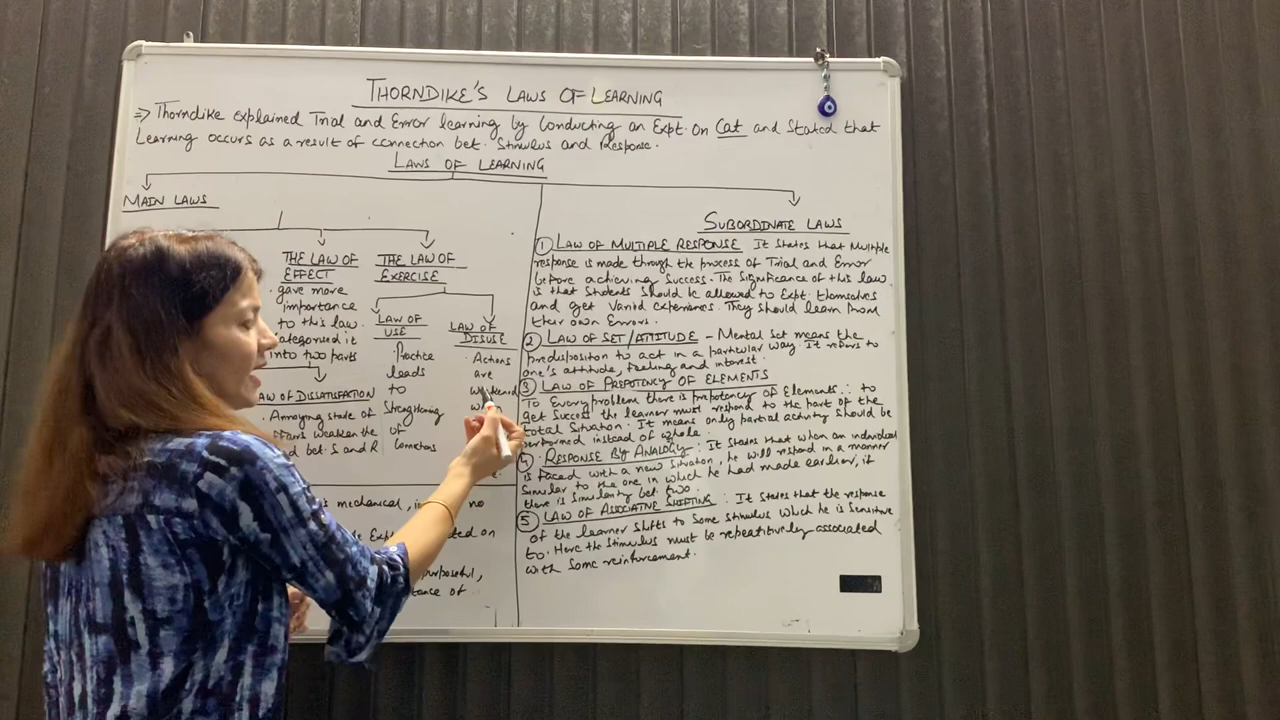 THORNDIKE'S LAWS OF LEARNING
⇒ Thorndike explained Trial and Error learning by conducting an Expt. on Cat and stated that
Learning occurs as a result of connection bet. Stimulus and Response.
LAWS OF LEARNING
MAIN LAWS
THE LAW OF
EFFECT
gave more
importance
to this law.
ategorised it
into two parts
AW OF DISSATISFACTION
. Annoying state of
ffairs weaken the
d bet. S and R
THE LAW OF
EXERCISE
LAW OF
USE
Practice
leads
to
Strengthening
of
Connections
LAW OF
DISUSE
. Actions
are
is mechanical, in no
Exp ted on
urposeful,
tance of
SUBORDINATE LAWS
① LAW OF MULTIPLE RESPONSE It states that Multiple
response is made through the process of Trial and Error
before achieving Success. The Significance of this law
is that Students should be allowed to Expt. themselves
and get Varied experiences. They should learn from
their own Errors.
② LAW OF SET/ATTITUDE - Mental set means the
predispositon to act in a particular way. It refers to
one's attitude, feeling and interest.
③ LAW OF PREPOTENCY OF ELEMENTS
To Every problem there is prepotency of Elements. : to
get Success the learner must respond to the part of the
total Situation. It means only partial activity should be
performed instead of whole.
④. RESPONSE BY ANALOGY : It States that when an individual
is faced with a new situation, he will respond in a manner
Similar to the one in which he had made earlier, if
there is Similarity bet. two.
⑤ LAW OF ASSOCIATIVE SHIFTING : It States that the response
of the learner shifts to Some stimulus which he is Sensitive
to. Here the Stimulus must be repeatitively associated
with Some reinforcement.